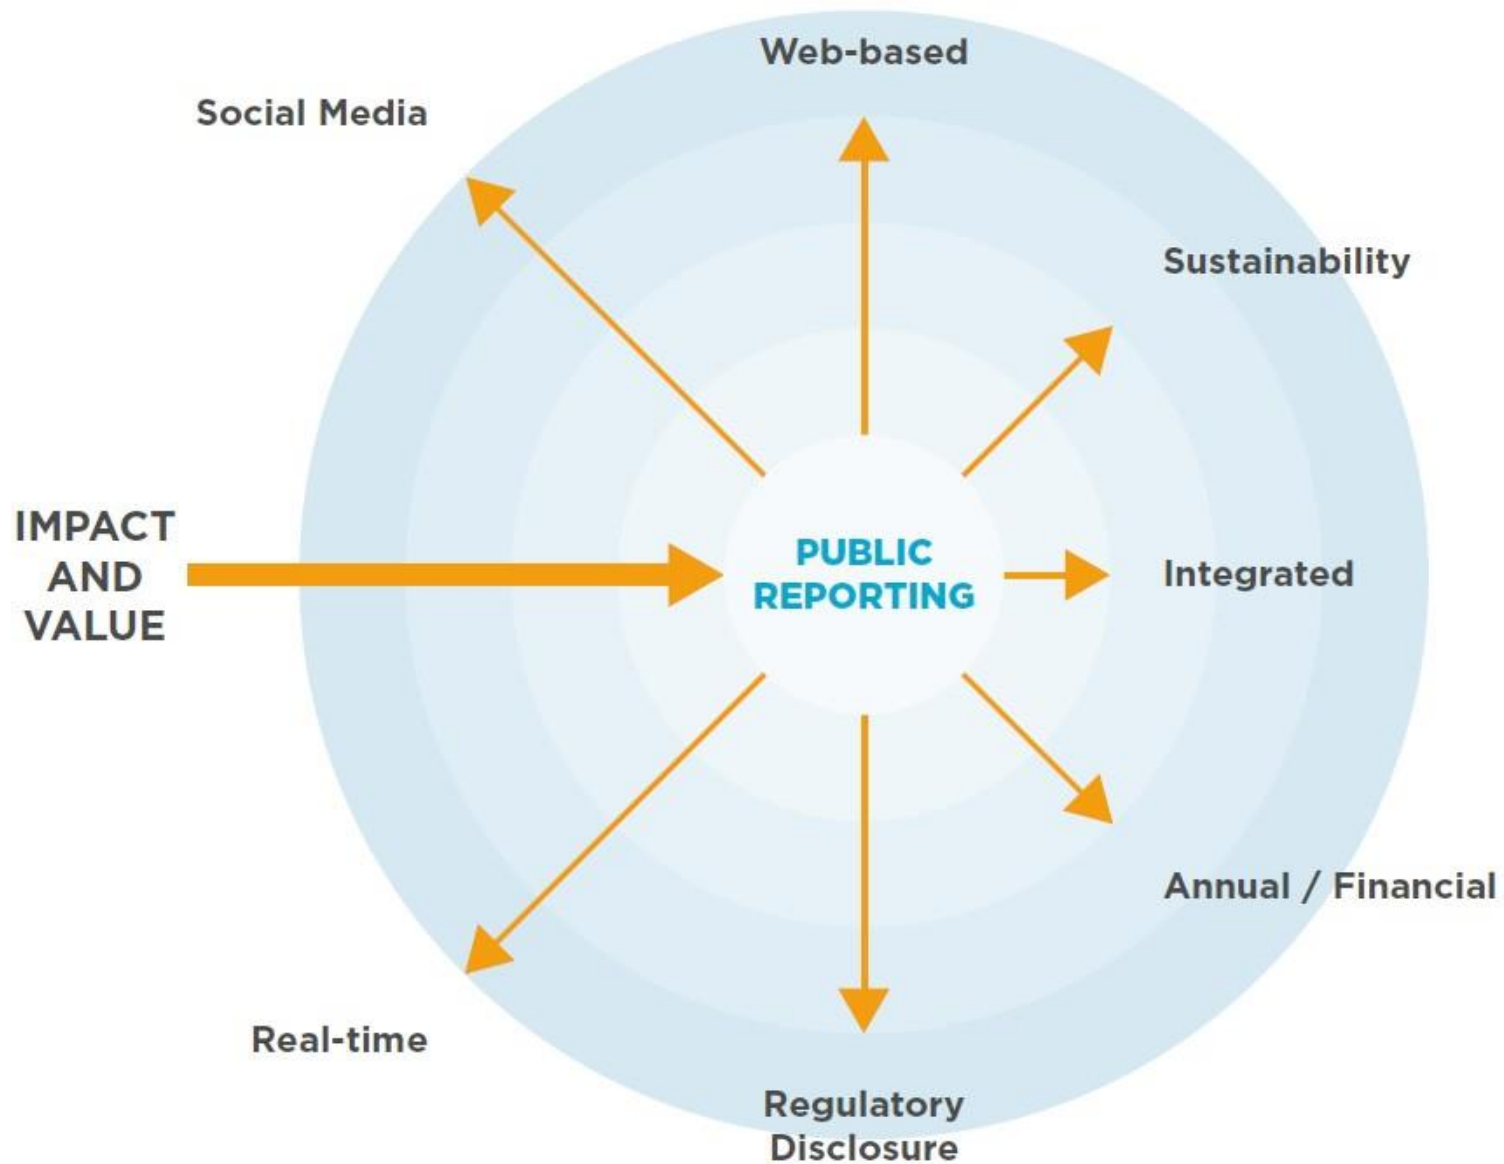 Web-based
Social Media
Sustainability
IMPACT
AND
VALUE
PUBLIC
REPORTING
Integrated
Annual / Financial
Real-time
Regulatory
Disclosure